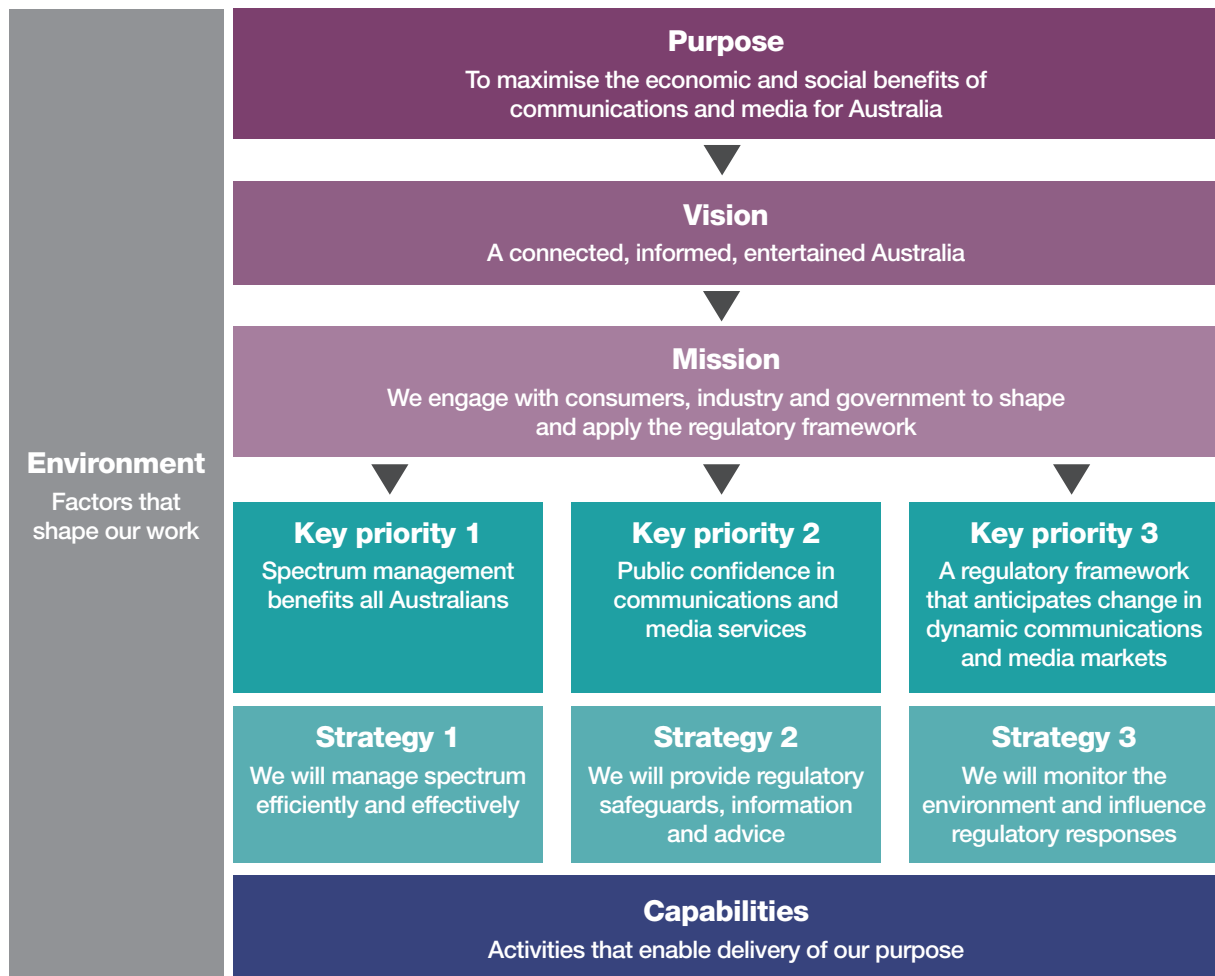 Environment
Factors that
shape our work
Purpose
To maximise the economic and social benefits of
communications and media for Australia
Vision
A connected, informed, entertained Australia
Mission
We engage with consumers, industry and government to shape
and apply the regulatory framework
Key priority 1
Spectrum management
benefits all Australians
Key priority 2
Public confidence in
communications and
media services
Key priority 3
A regulatory framework
that anticipates change in
dynamic communications
and media markets
Strategy 1
We will manage spectrum
efficiently and effectively
Strategy 2
We will provide regulatory
safeguards, information
and advice
Strategy 3
We will monitor the
environment and influence
regulatory responses
Capabilities
Activities that enable delivery of our purpose